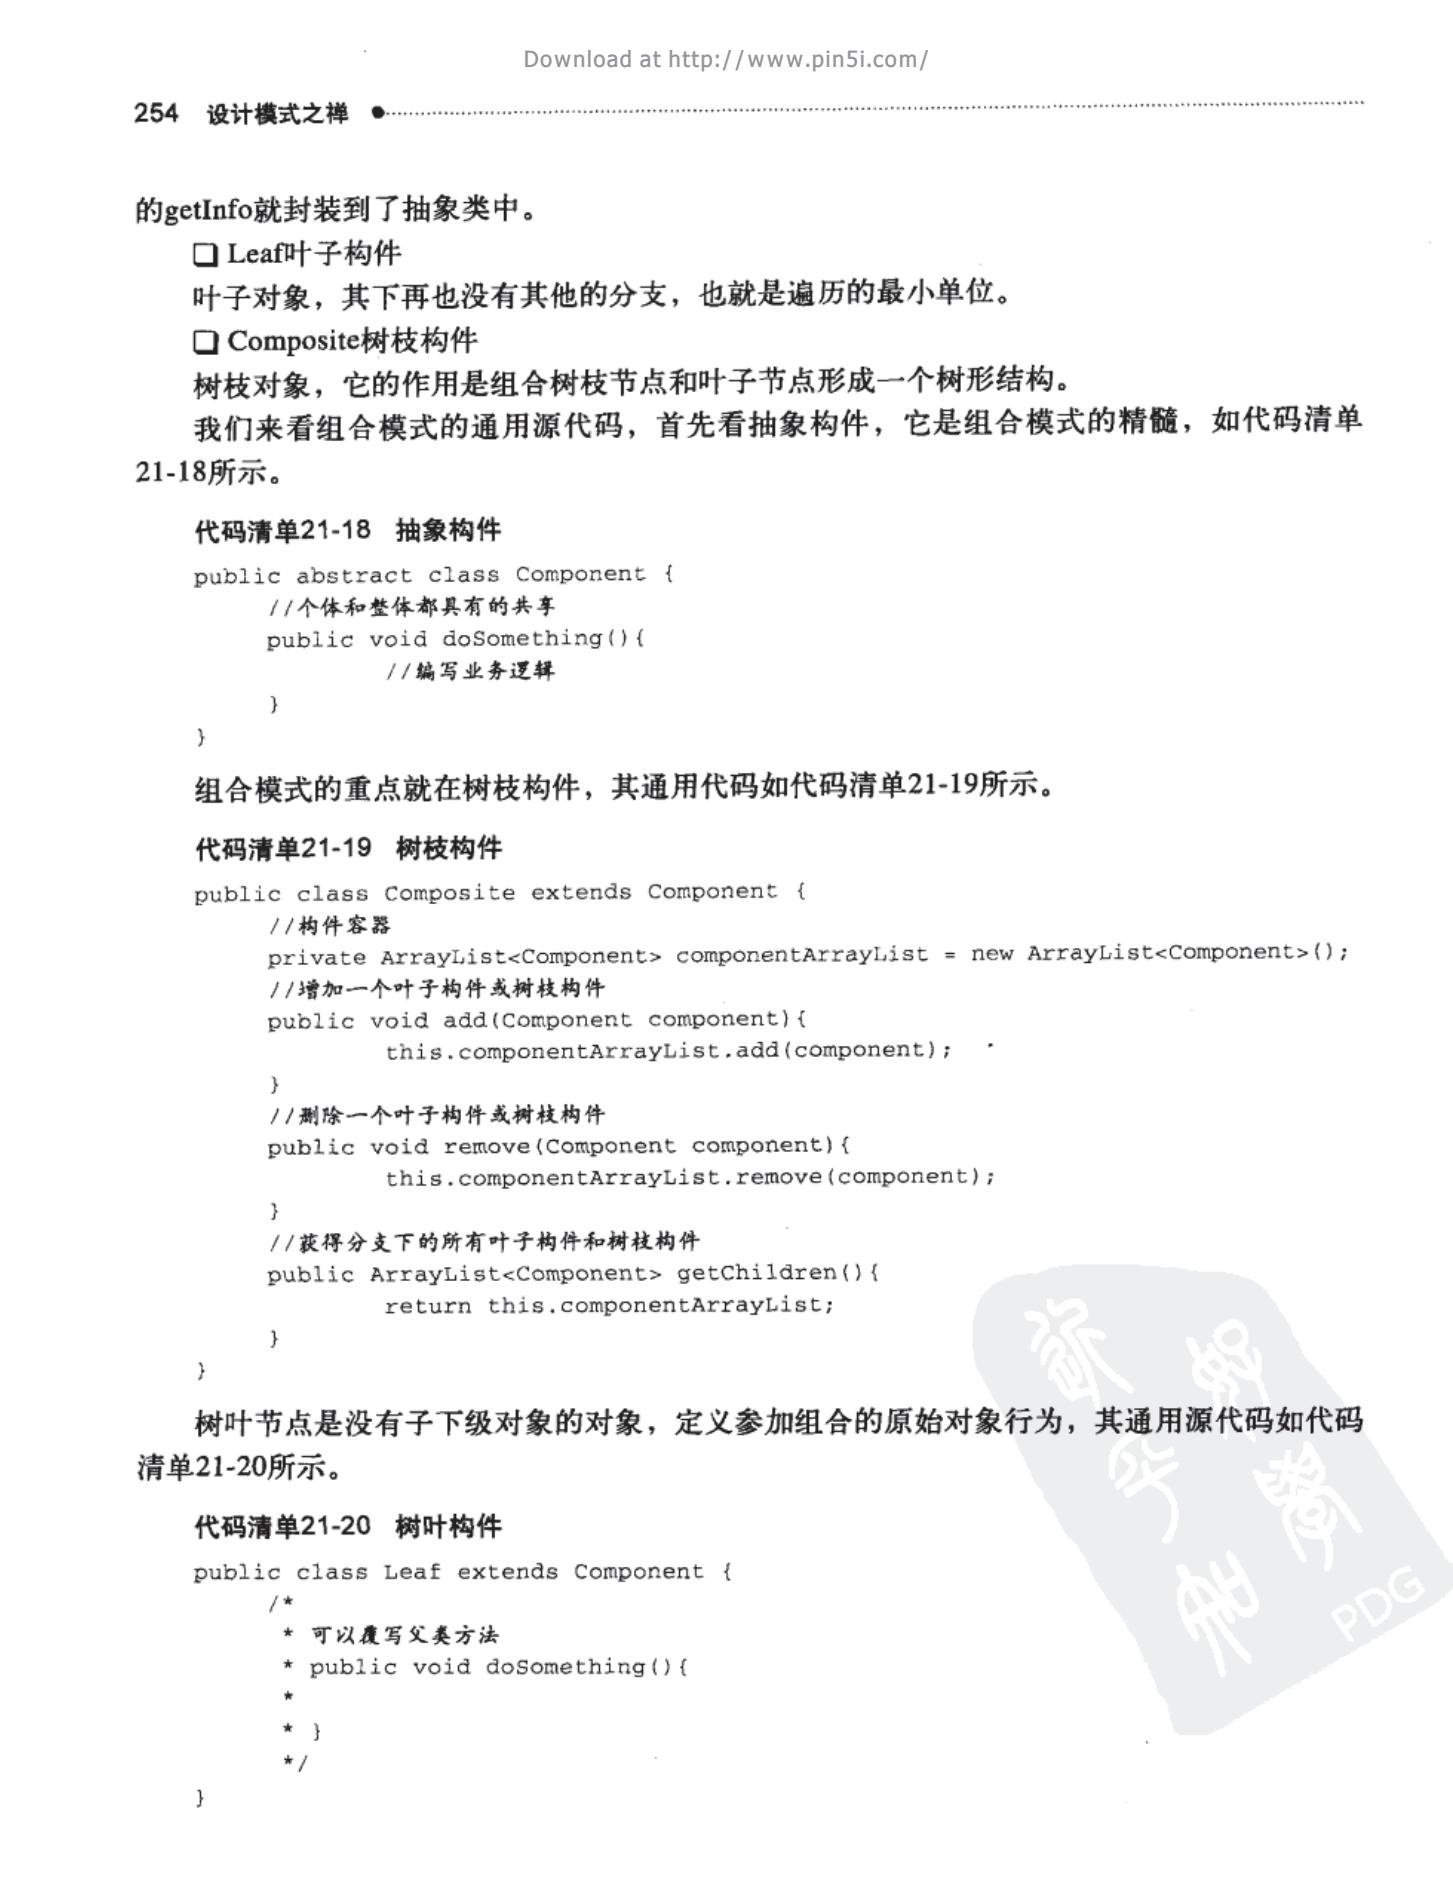 Download at http://www.pin5i.com/
254 设计模式之禅
的getInfo就封装到了抽象类中。
❑ Leaf叶子构件
叶子对象，其下再也没有其他的分支，也就是遍历的最小单位。
❑ Composite树枝构件
树枝对象，它的作用是组合树枝节点和叶子节点形成一个树形结构。
我们来看组合模式的通用源代码，首先看抽象构件，它是组合模式的精髓，如代码清单
21-18所示。
代码清单21-18 抽象构件
public abstract class Component {
//个体和整体都具有的共享
public void doSomething(){
//编写业务逻辑
}
}
组合模式的重点就在树枝构件，其通用代码如代码清单21-19所示。
代码清单21-19 树枝构件
public class Composite extends Component {
//构件容器
private ArrayList<Component> componentArrayList = new ArrayList<Component>();
//增加一个叶子构件或树枝构件
public void add(Component component){
this.componentArrayList.add(component);
}
//删除一个叶子构件或树枝构件
public void remove(Component component){
this.componentArrayList.remove(component);
}
//获得分支下的所有叶子构件和树枝构件
public ArrayList<Component> getChildren(){
return this.componentArrayList;
}
}
树叶节点是没有子下级对象的对象，定义参加组合的原始对象行为，其通用源代码如代码
清单21-20所示。
代码清单21-20 树叶构件
public class Leaf extends Component {
/*
* 可以覆写父类方法
* public void doSomething(){
*
* }
*/
}
PDG